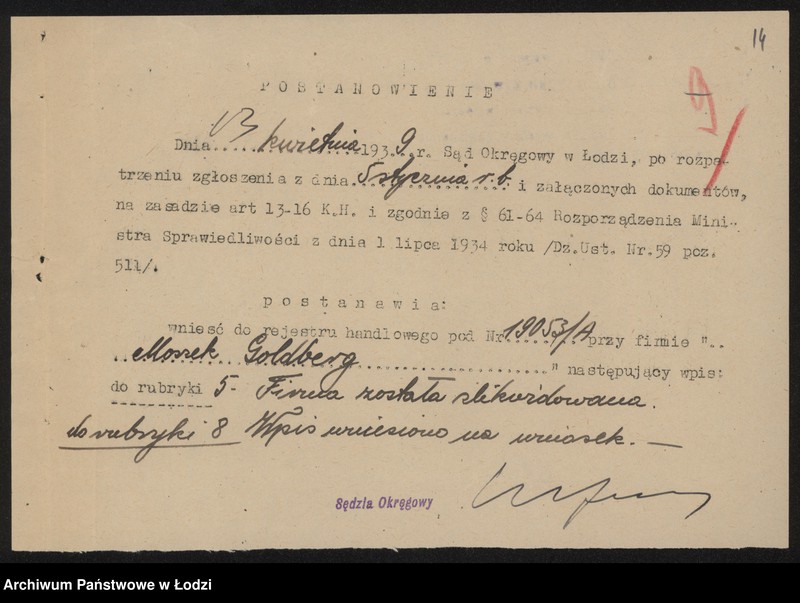 14
POSTANOWIENIE
9
Dnia 13 kwietnia 1939 r. Sąd Okręgowy w Łodzi, po rozpa-
trzeniu zgłoszenia z dnia 5 stycznia r.b. i załączonych dokumentów,
na zasadzie art 13-16 K.H. i zgodnie z § 61-64 Rozporządzenia Mini-
stra Sprawiedliwości z dnia 1 lipca 1934 roku /Dz.Ust. Nr.59 poz.
511/.
postanawia:
wnieść do rejestru handlowego pod Nr. 19053/A przy firmie "..
..Moszek Goldberg.................." następujący wpis:
do rubryki 5- Firma została zlikwidowana.
do rubryki 8 Wpis wniesiono na wniosek. —
Sędzia Okręgowy
Archiwum Państwowe w Łodzi